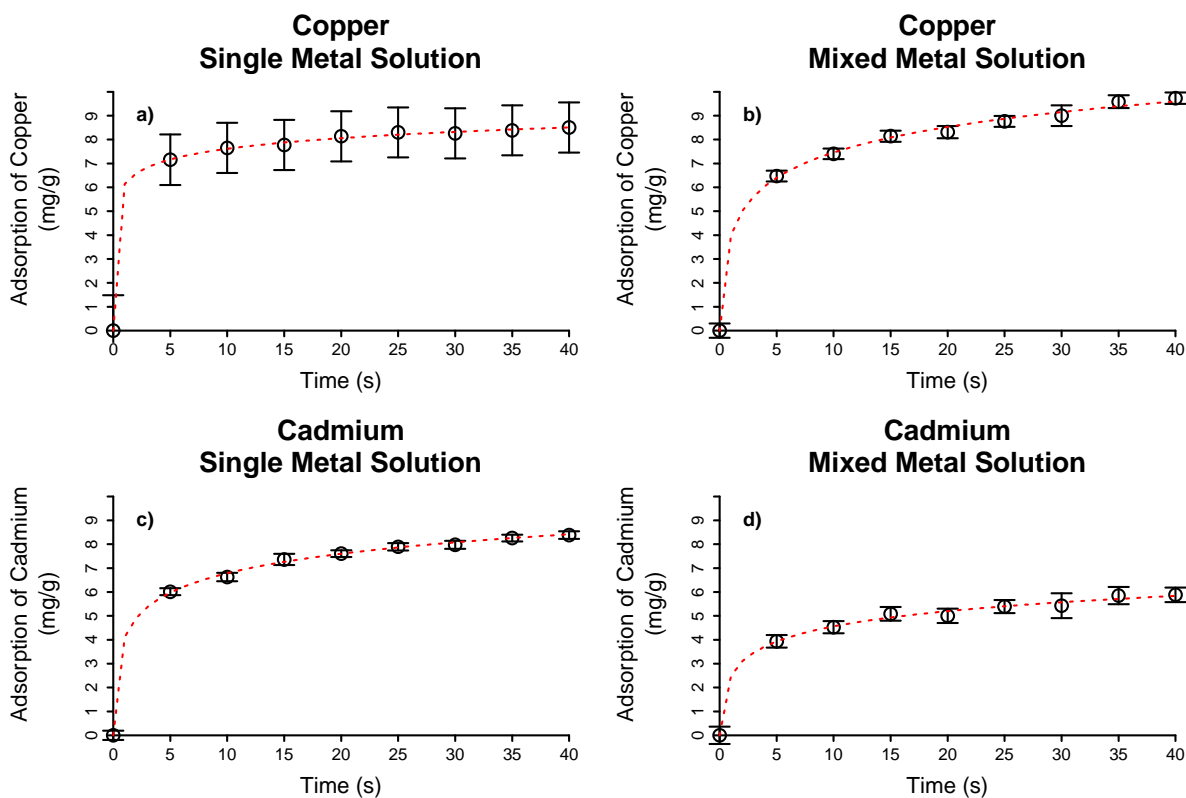 Copper
Single Metal Solution
a)
Adsorption of Copper
(mg/g)
0 1 2 3 4 5 6 7 8 9
0 5 10 15 20 25 30 35 40
Time (s)
Copper
Mixed Metal Solution
b)
Adsorption of Copper
(mg/g)
0 1 2 3 4 5 6 7 8 9
0 5 10 15 20 25 30 35 40
Time (s)
Cadmium
Single Metal Solution
c)
Adsorption of Cadmium
(mg/g)
0 1 2 3 4 5 6 7 8 9
0 5 10 15 20 25 30 35 40
Time (s)
Cadmium
Mixed Metal Solution
d)
Adsorption of Cadmium
(mg/g)
0 1 2 3 4 5 6 7 8 9
0 5 10 15 20 25 30 35 40
Time (s)